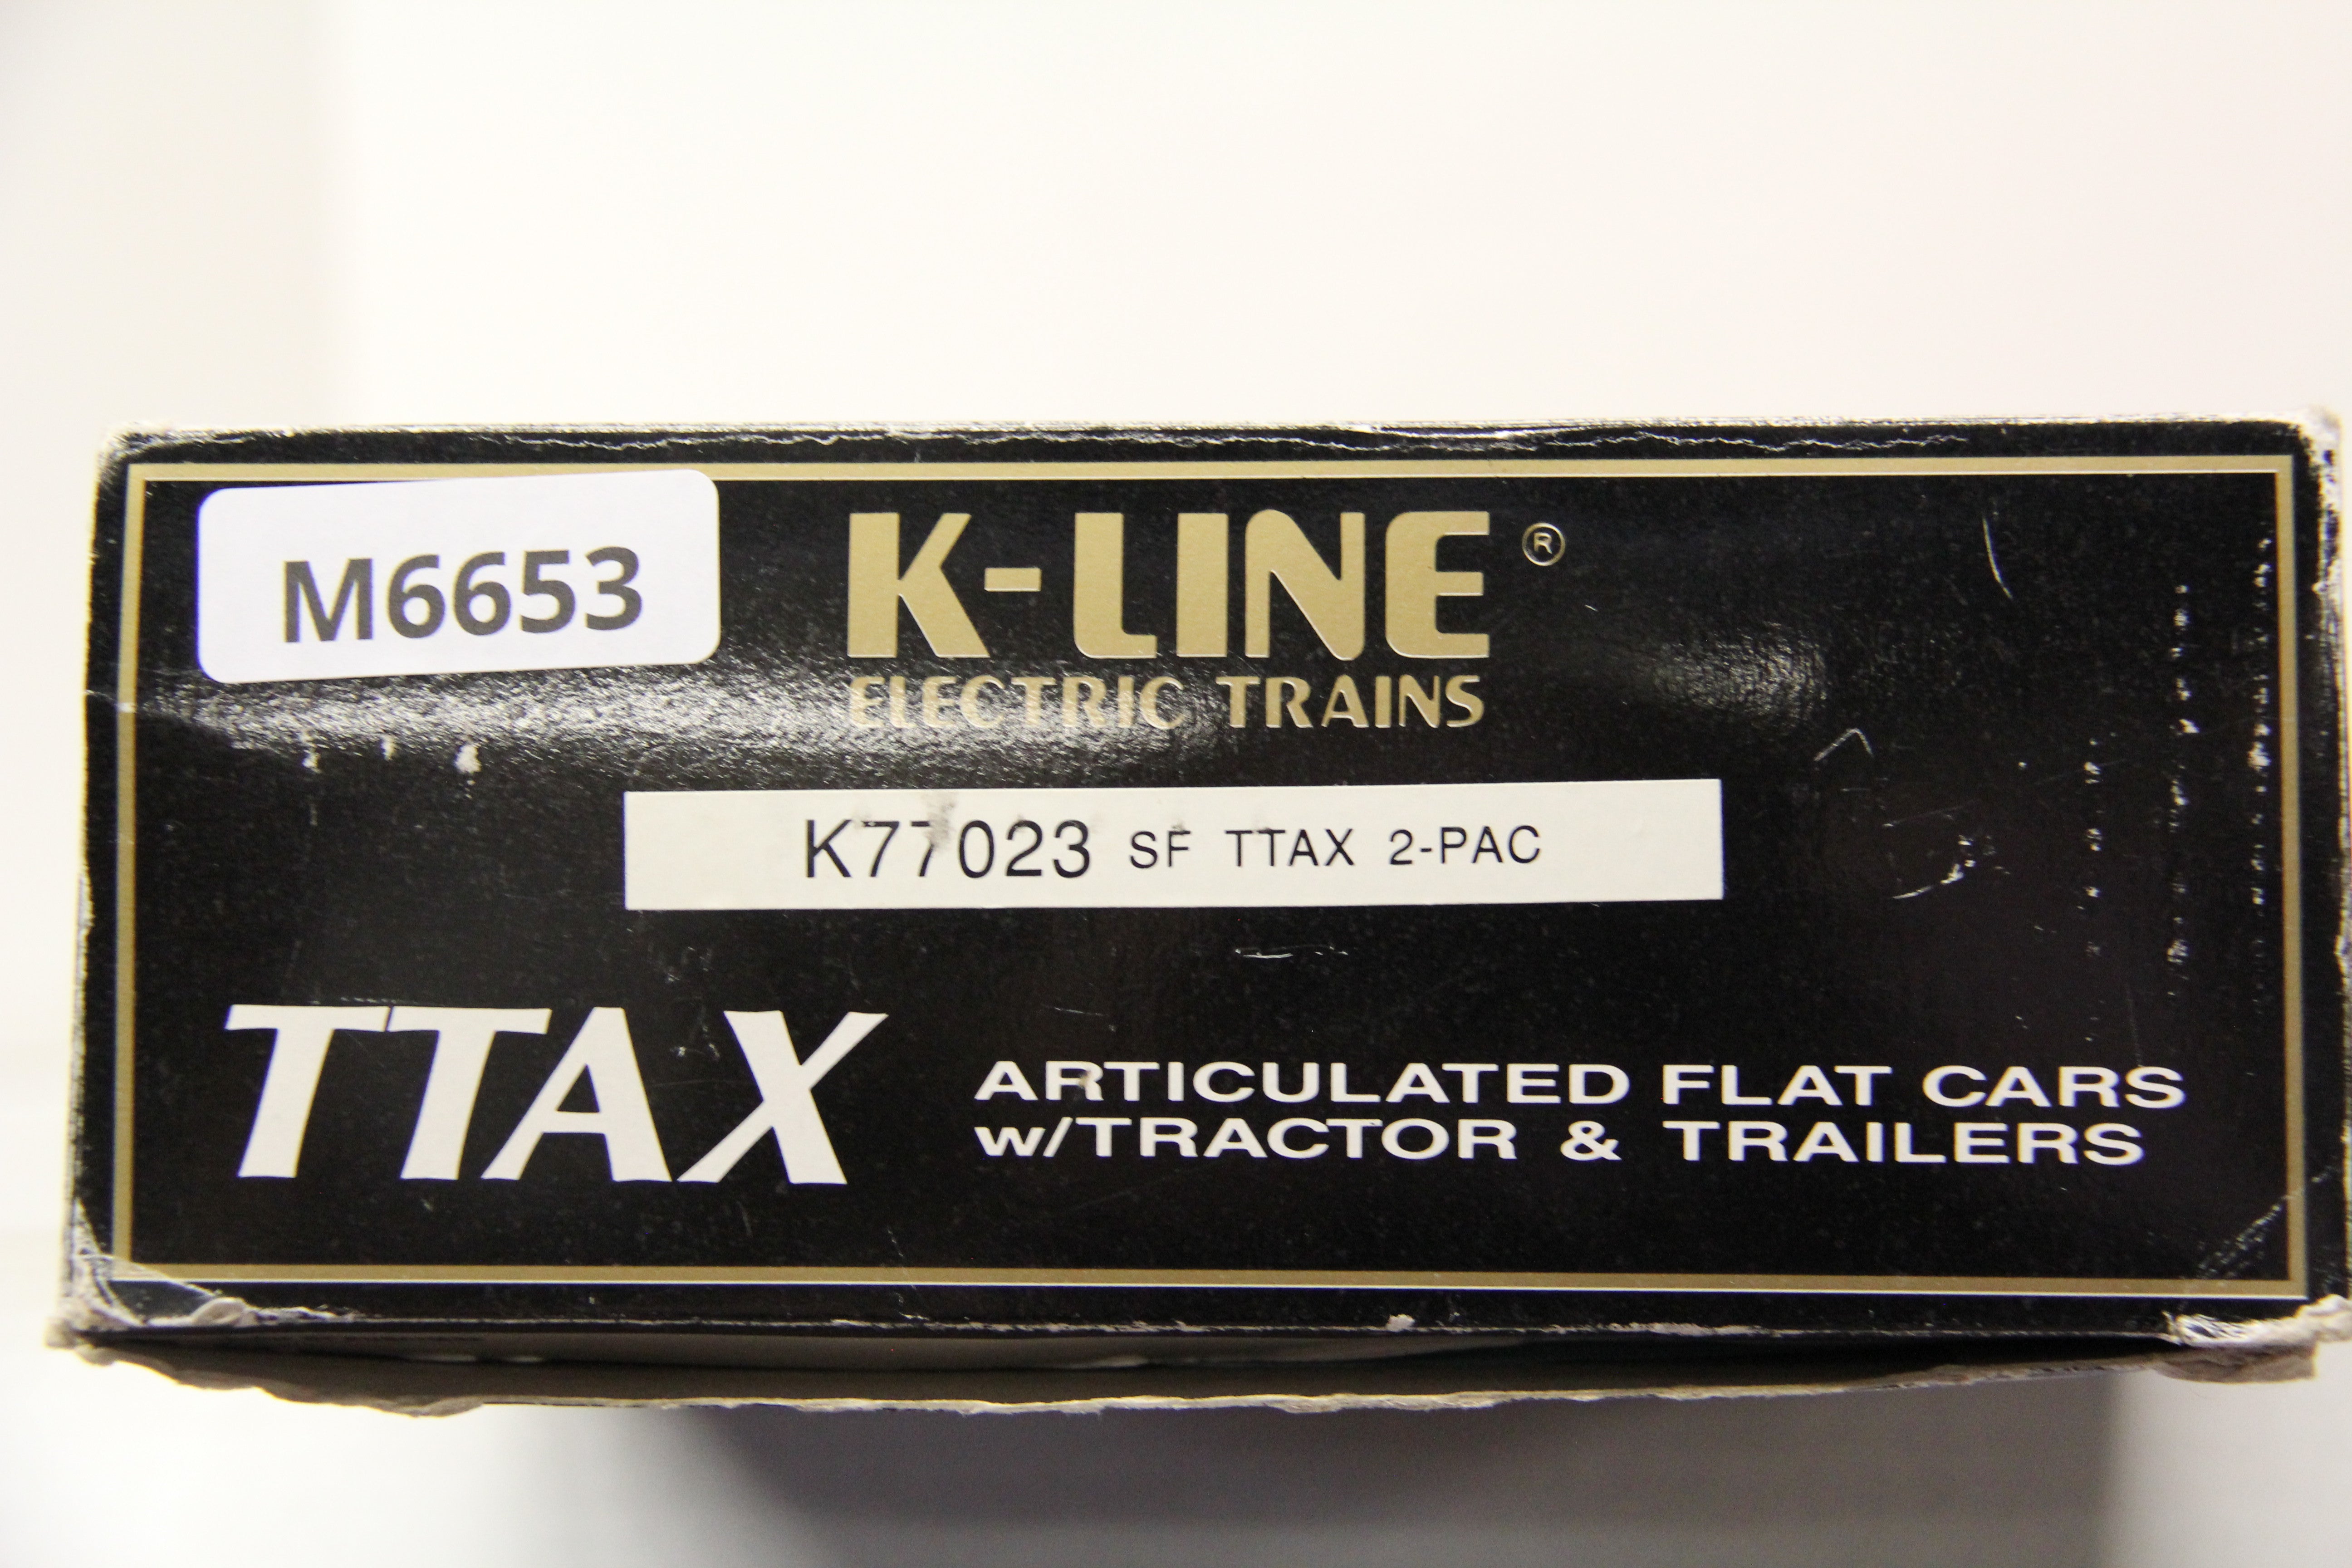 M6653
K-LINE®
ELECTRIC TRAINS
K77023 SF TTAX 2-PAC
TTAX
ARTICULATED FLAT CARS
w/TRACTOR & TRAILERS